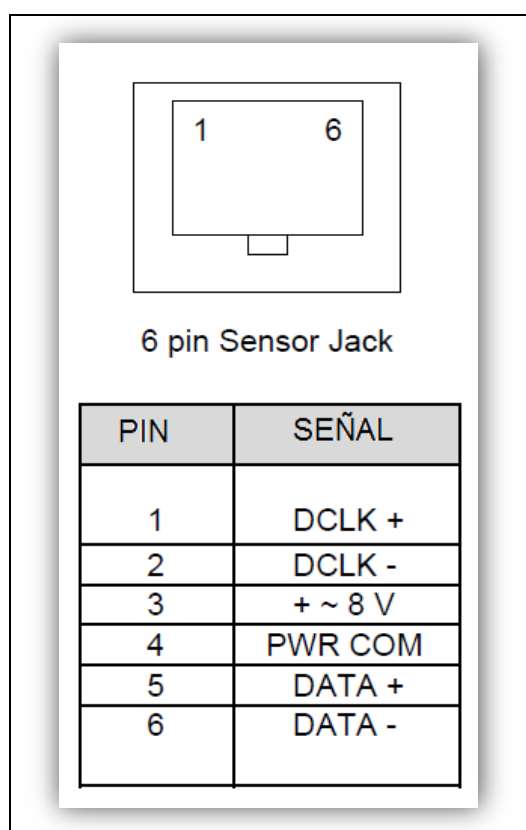 1 6
6 pin Sensor Jack
PIN SEÑAL
1 DCLK +
2 DCLK -
3 + ~ 8 V
4 PWR COM
5 DATA +
6 DATA -